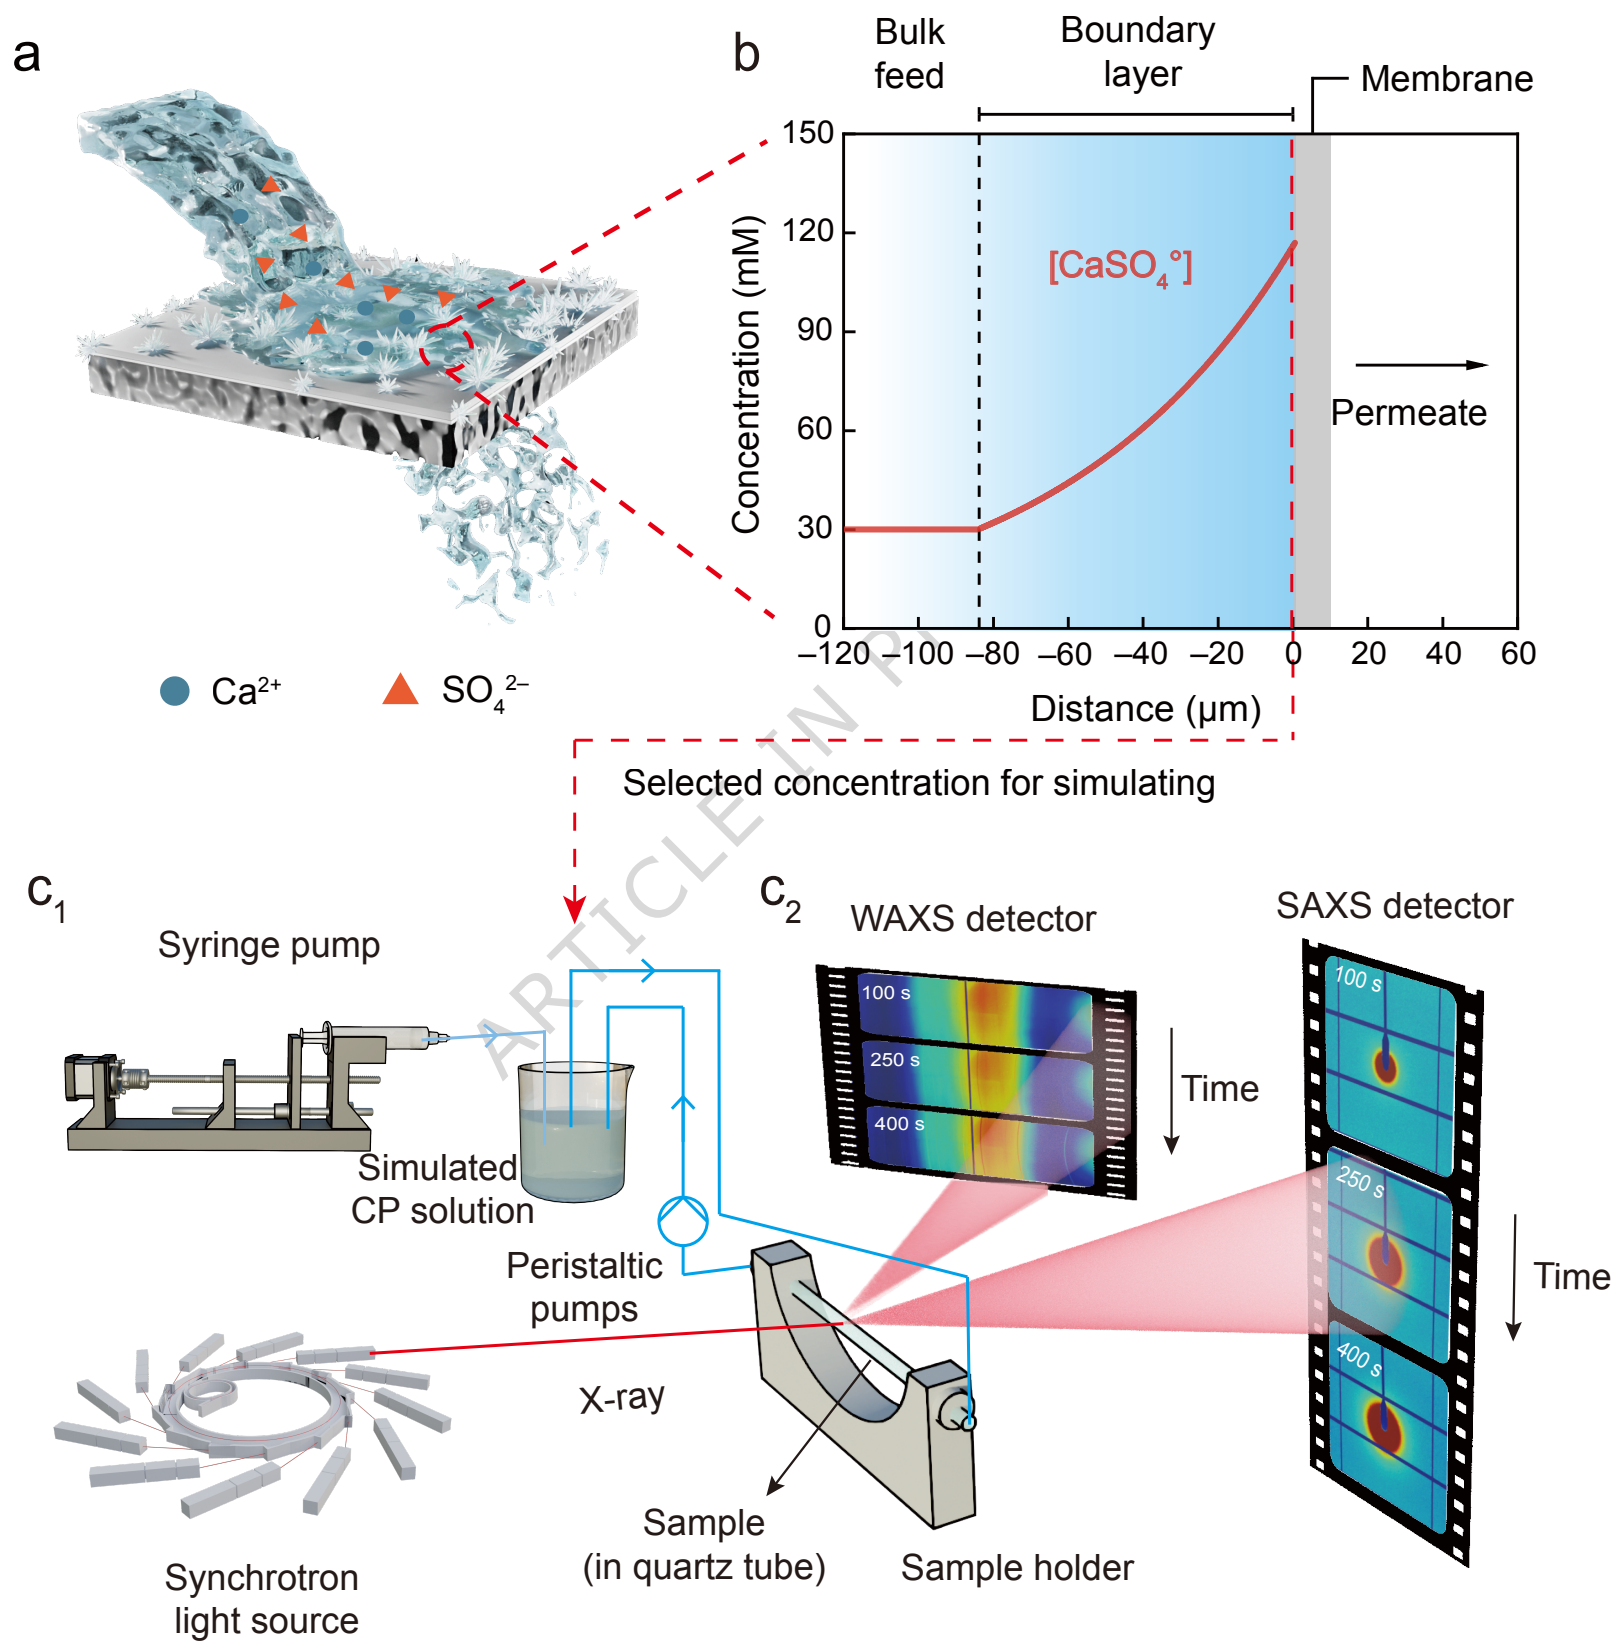 a
Ca²⁺
SO₄²⁻
b
Bulk
feed
Boundary
layer
Membrane
Concentration (mM)
150
120
90
60
30
0
[CaSO₄°]
Permeate
–120
–100
–80
–60
–40
–20
0
20
40
60
Distance (μm)
Selected concentration for simulating
ARTICLE IN PR
c₁
Syringe pump
Simulated
CP solution
Peristaltic
pumps
X-ray
Synchrotron
light source
Sample
(in quartz tube)
Sample holder
c₂
WAXS detector
100 s
250 s
400 s
Time
SAXS detector
100 s
250 s
400 s
Time